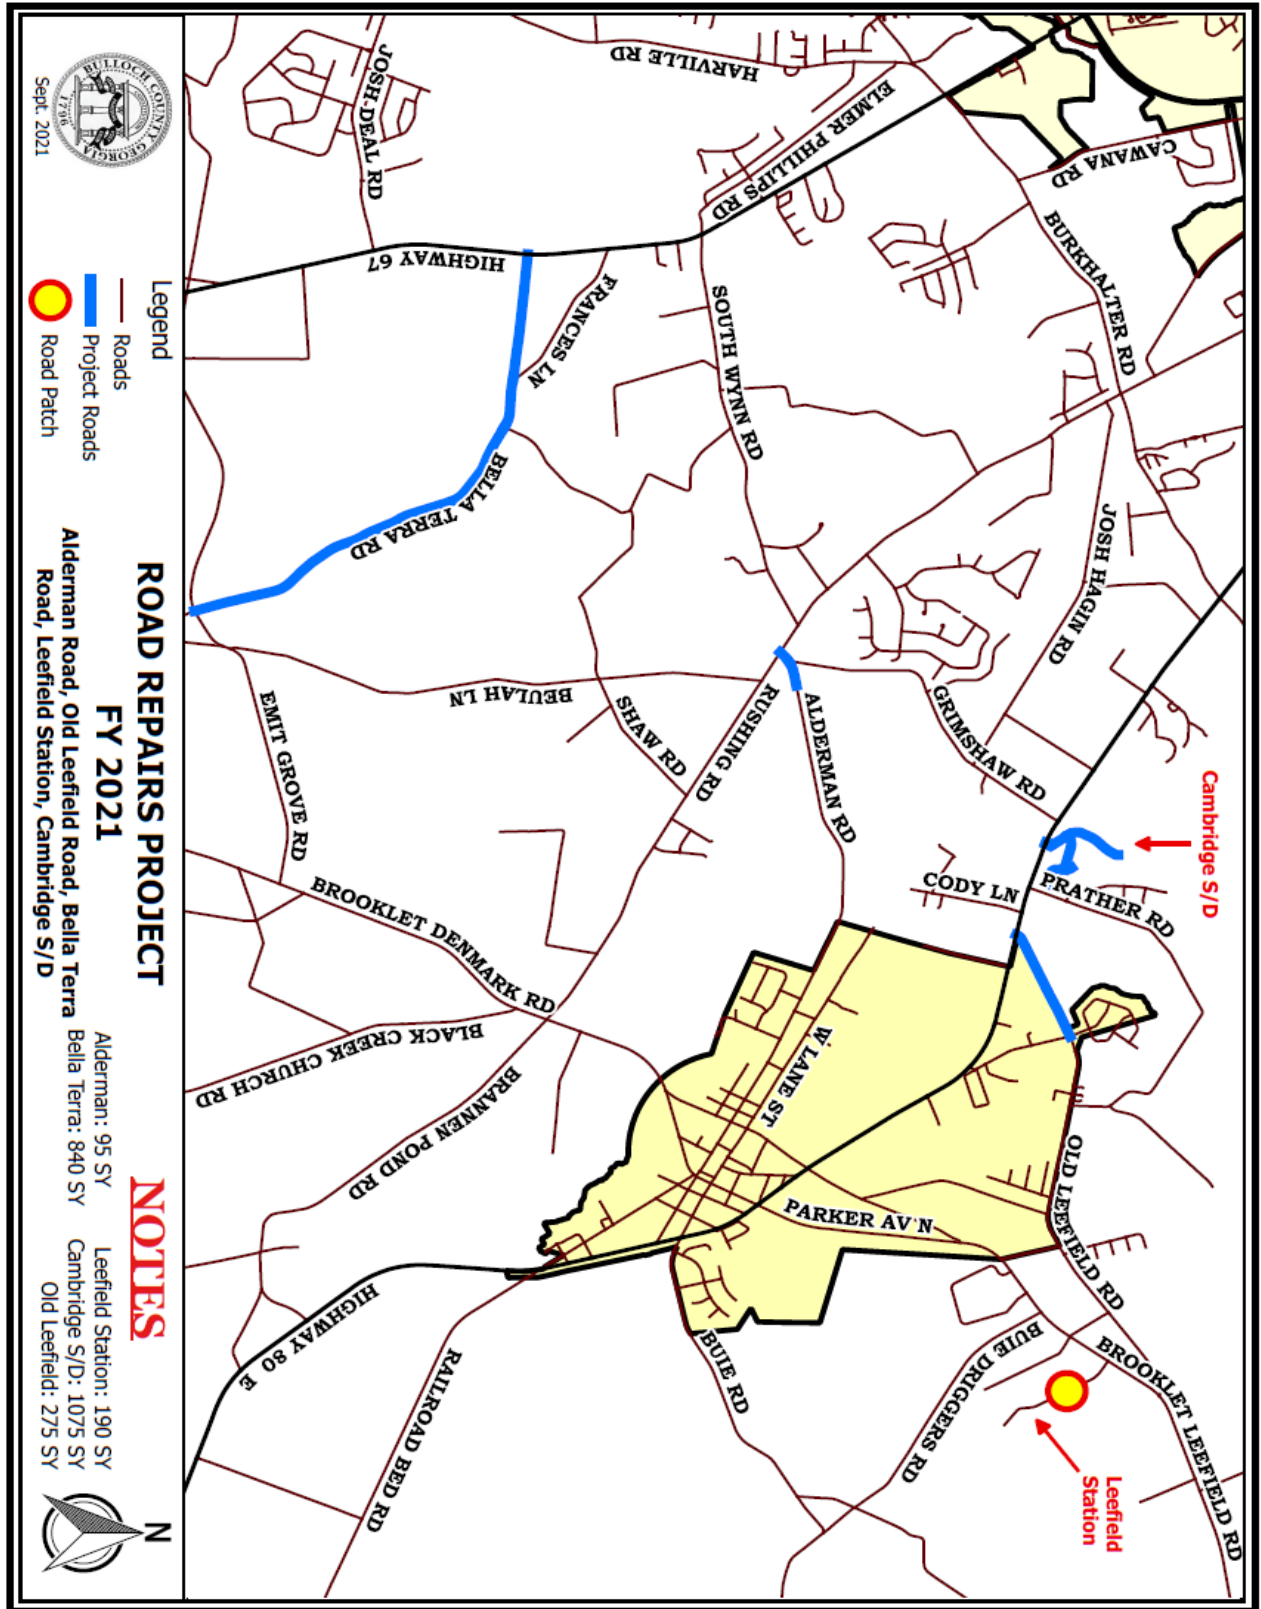 CAWANA RD
HARVILLE RD
ELMER PHILLIPS RD
BURKHALTER RD
JOSH DEAL RD
HIGHWAY 67
FRANCES LN
SOUTH WYNN RD
BELLA TERRA RD
JOSH HAGIN RD
GRIMSHAW RD
Cambridge S/D
PRATHER RD
CODY LN
ALDERMAN RD
RUSHING RD
SHAW RD
BEULAH LN
EMIT GROVE RD
BROOKLET DENMARK RD
BLACK CREEK CHURCH RD
BRANNEN POND RD
W LANE ST
PARKER AV N
OLD LEEFIELD RD
BROOKLET LEEFIELD RD
BUIE DRIGGERS RD
BUIE RD
Leefield
Station
HIGHWAY 80 E
RAILROAD BED RD
BULLOCH COUNTY GEORGIA
1796
Sept. 2021
Legend
Roads
Project Roads
Road Patch
ROAD REPAIRS PROJECT
FY 2021
Alderman Road, Old Leefield Road, Bella Terra
Road, Leefield Station, Cambridge S/D
NOTES
Alderman: 95 SY
Bella Terra: 840 SY
Leefield Station: 190 SY
Cambridge S/D: 1075 SY
Old Leefield: 275 SY
N